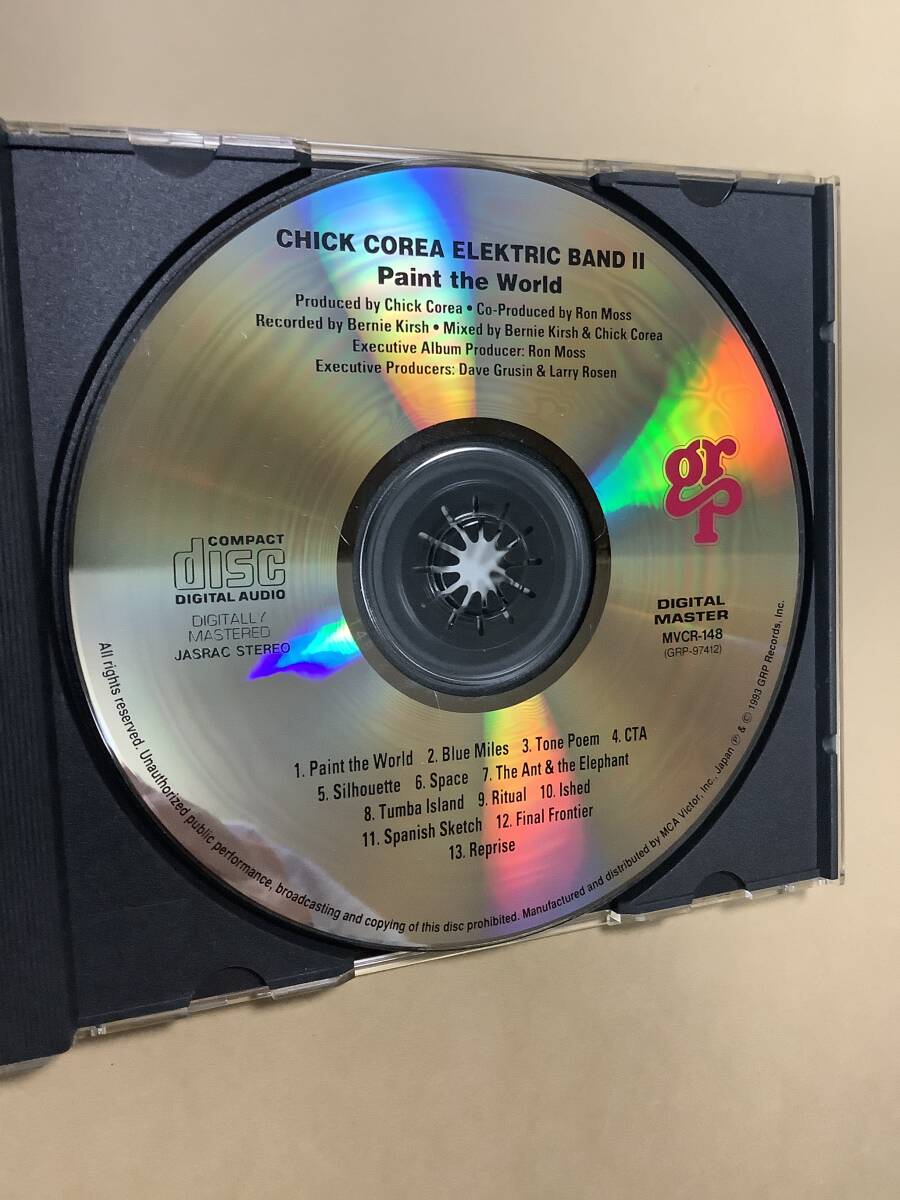 CHICK COREA ELEKTRIC BAND II
Paint the World
Produced by Chick Corea • Co-Produced by Ron Moss
Recorded by Bernie Kirsh • Mixed by Bernie Kirsh & Chick Corea
Executive Album Producer: Ron Moss
Executive Producers: Dave Grusin & Larry Rosen
grp
COMPACT
disc
DIGITAL AUDIO
DIGITALLY
MASTERED
JASRAC STEREO
DIGITAL
MASTER
MVCR-148
(GRP-97412)
1. Paint the World 2. Blue Miles 3. Tone Poem 4. CTA
5. Silhouette 6. Space 7. The Ant & the Elephant
8. Tumba Island 9. Ritual 10. Ished
11. Spanish Sketch 12. Final Frontier
13. Reprise
All rights reserved. Unauthorized public performance, broadcasting and copying of this disc prohibited. Manufactured and distributed by MCA Victor, Inc., Japan ℗ & © 1993 GRP Records, Inc.